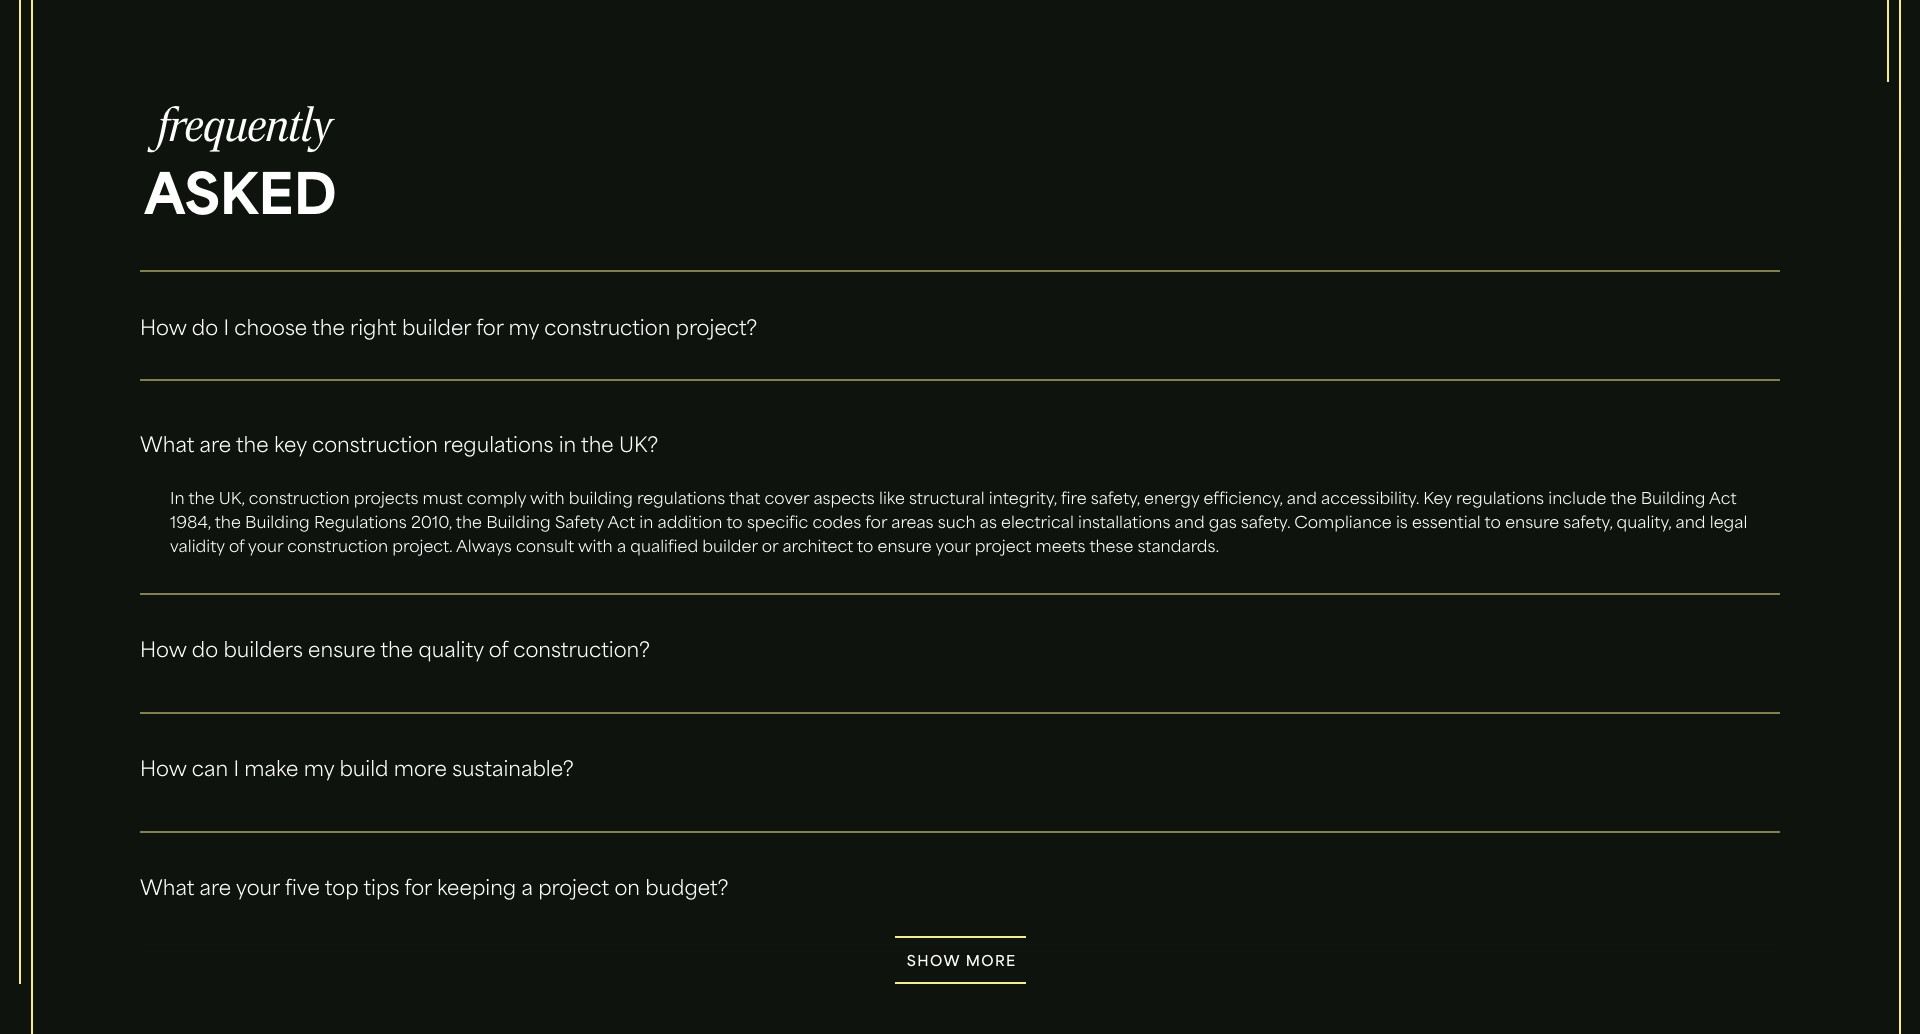 frequently
ASKED
How do I choose the right builder for my construction project?
What are the key construction regulations in the UK?
In the UK, construction projects must comply with building regulations that cover aspects like structural integrity, fire safety, energy efficiency, and accessibility. Key regulations include the Building Act
1984, the Building Regulations 2010, the Building Safety Act in addition to specific codes for areas such as electrical installations and gas safety. Compliance is essential to ensure safety, quality, and legal
validity of your construction project. Always consult with a qualified builder or architect to ensure your project meets these standards.
How do builders ensure the quality of construction?
How can I make my build more sustainable?
What are your five top tips for keeping a project on budget?
SHOW MORE